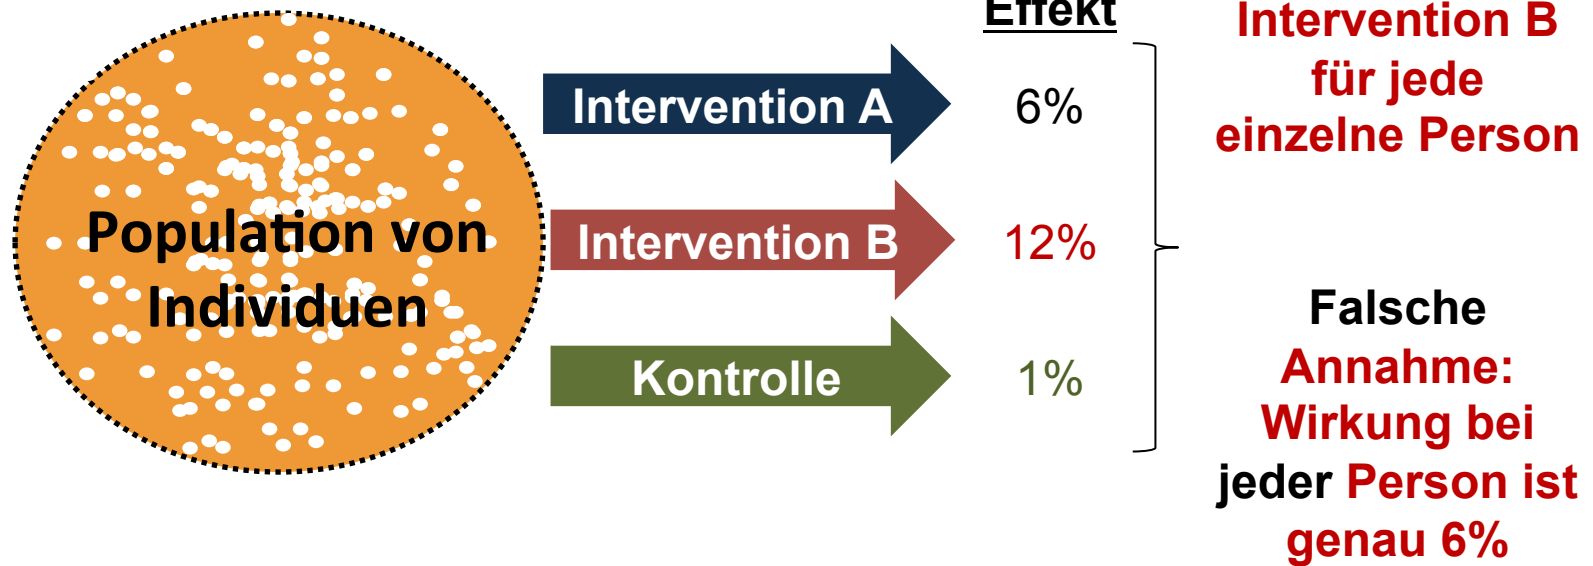 Population von
Individuen
Intervention A
Intervention B
Kontrolle
Effekt
6%
12%
1%
Intervention B
für jede
einzelne Person
Falsche
Annahme:
Wirkung bei
jeder Person ist
genau 6%